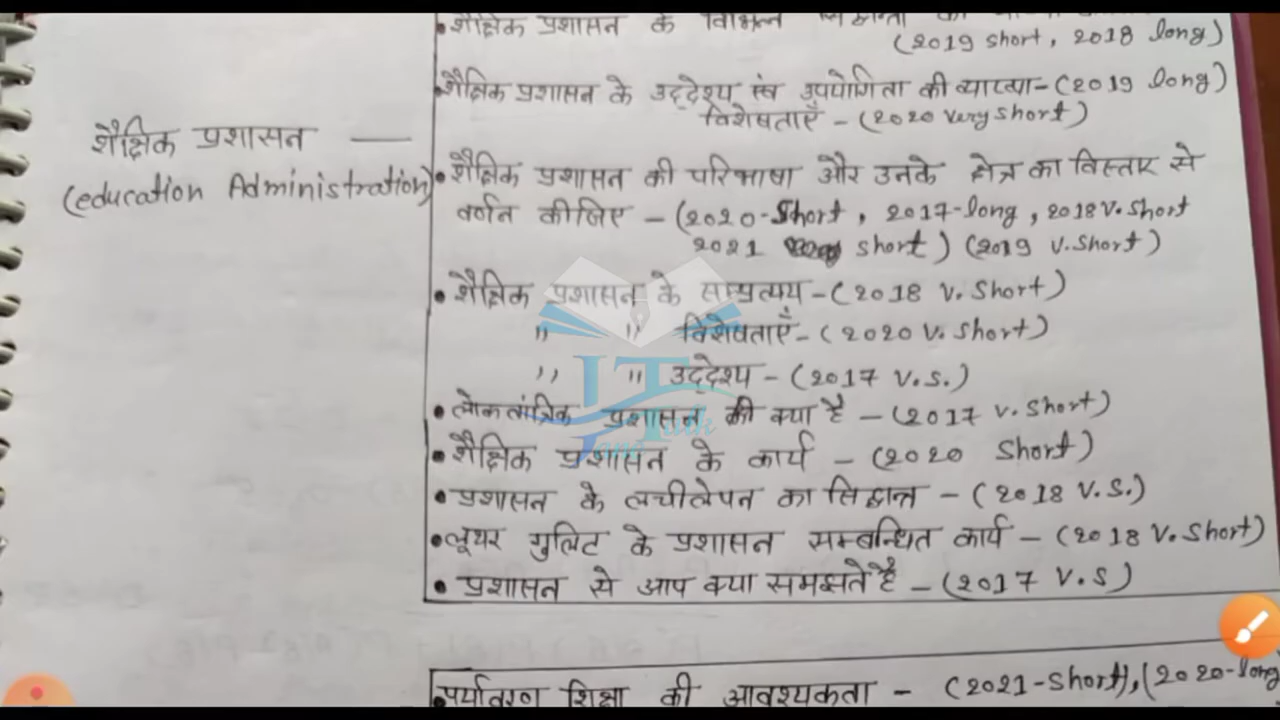 •शैक्षिक प्रशासन के विभिन्न
(2019 short, 2018 long)
•शैक्षिक प्रशासन के उद्देश्य एवं उपयोगिता की व्याख्या-(2019 long)
विशेषताएँ - (2020 very short)
शैक्षिक प्रशासन —
(education Administration)
•शैक्षिक प्रशासन की परिभाषा और उनके क्षेत्र का विस्तार से
वर्णन कीजिए - (2020-Short, 2017-long, 2018 V. Short
2021 short) (2019 v.short)
• शैक्षिक प्रशासन के साम्प्रत्यय -(2018 V. Short)
" " विशेषताएँ- (2020 V. Short)
" " उद्देश्य - (2017 V.S.)
• लोकतांत्रिक प्रशासन की क्या है - (2017 v. Short)
• शैक्षिक प्रशासन के कार्य - (2020 Short)
• प्रशासन के लचीलेपन का सिद्वान्त - (2018 V.S.)
•लूथर गुलिट के प्रशासन सम्बन्धित कार्य - (2018 V. Short)
• प्रशासन से आप क्या समझते है - (2017 V.S)
पर्यावरण शिक्षा की आवश्यकता - (2021-Short), (2020-long)